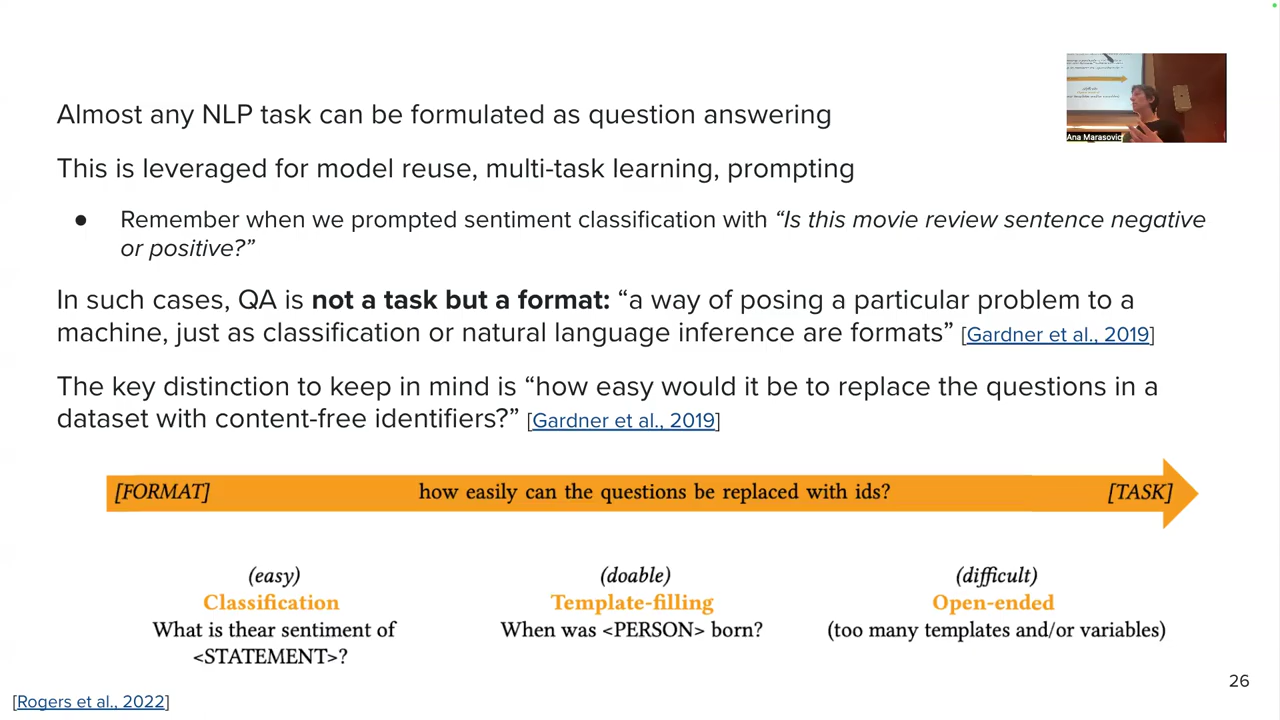 Almost any NLP task can be formulated as question answering
This is leveraged for model reuse, multi-task learning, prompting
● Remember when we prompted sentiment classification with “Is this movie review sentence negative
or positive?”
In such cases, QA is not a task but a format: “a way of posing a particular problem to a
machine, just as classification or natural language inference are formats” [Gardner et al., 2019]
The key distinction to keep in mind is “how easy would it be to replace the questions in a
dataset with content-free identifiers?” [Gardner et al., 2019]
[FORMAT] how easily can the questions be replaced with ids? [TASK]
(easy)
Classification
What is thear sentiment of
<STATEMENT>?
(doable)
Template-filling
When was <PERSON> born?
(difficult)
Open-ended
(too many templates and/or variables)
[Rogers et al., 2022]
26
Ana Marasovic